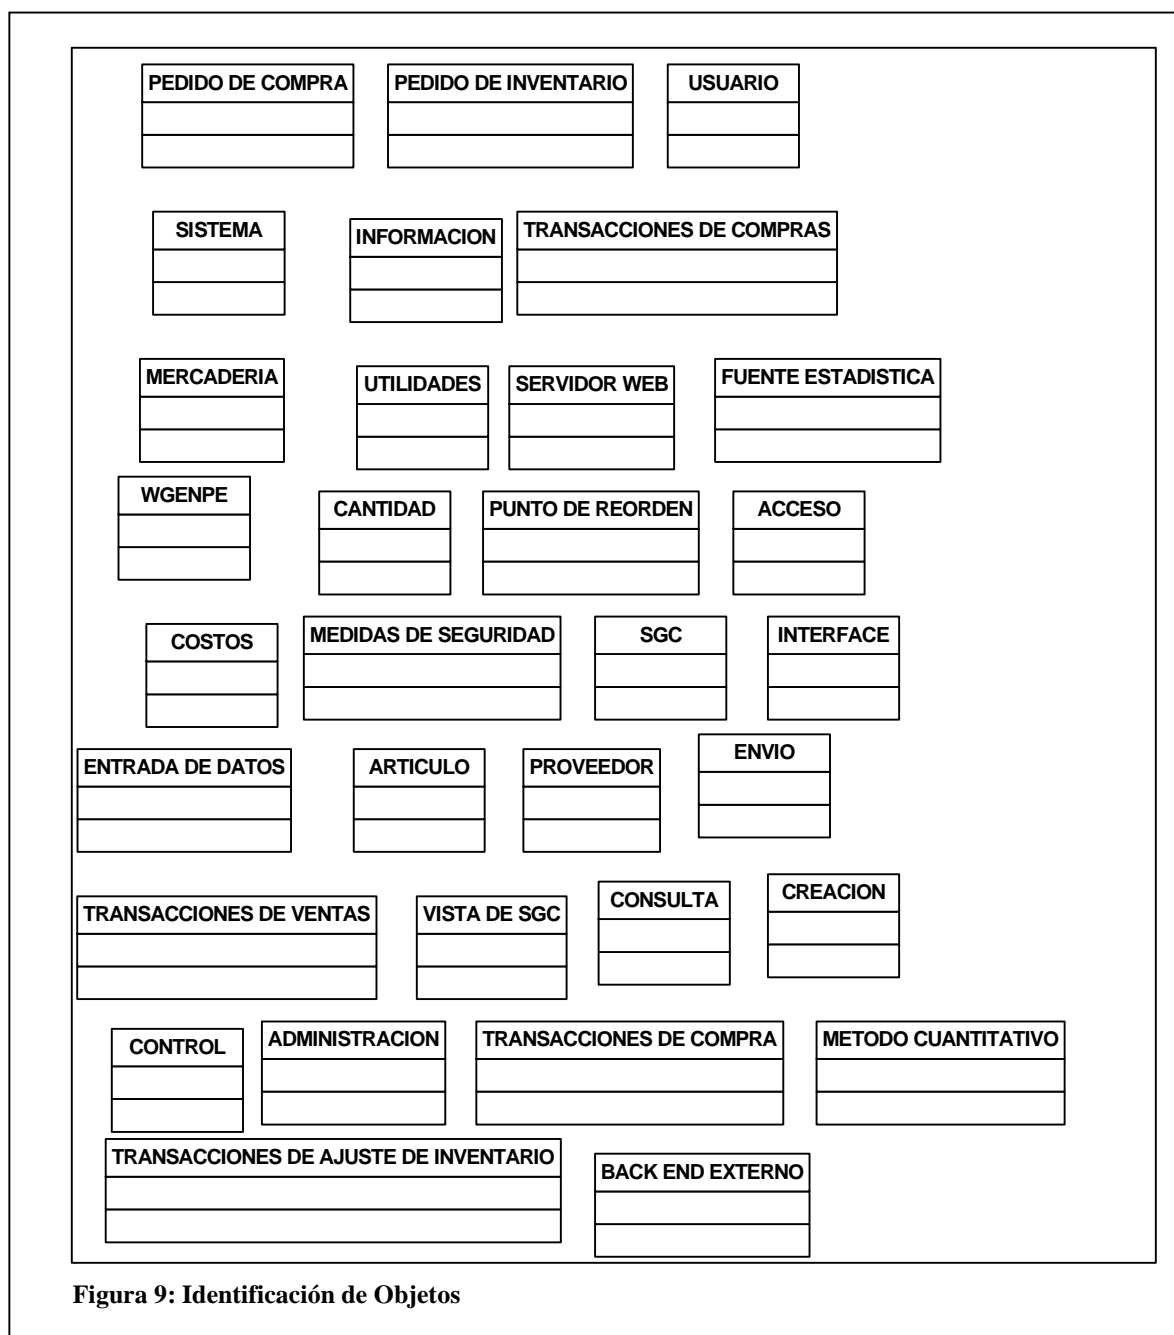 PEDIDO DE COMPRA
PEDIDO DE INVENTARIO
USUARIO
SISTEMA
INFORMACION
TRANSACCIONES DE COMPRAS
MERCADERIA
UTILIDADES
SERVIDOR WEB
FUENTE ESTADISTICA
WGENPE
CANTIDAD
PUNTO DE REORDEN
ACCESO
COSTOS
MEDIDAS DE SEGURIDAD
SGC
INTERFACE
ENTRADA DE DATOS
ARTICULO
PROVEEDOR
ENVIO
TRANSACCIONES DE VENTAS
VISTA DE SGC
CONSULTA
CREACION
CONTROL
ADMINISTRACION
TRANSACCIONES DE COMPRA
METODO CUANTITATIVO
TRANSACCIONES DE AJUSTE DE INVENTARIO
BACK END EXTERNO
Figura 9: Identificación de Objetos